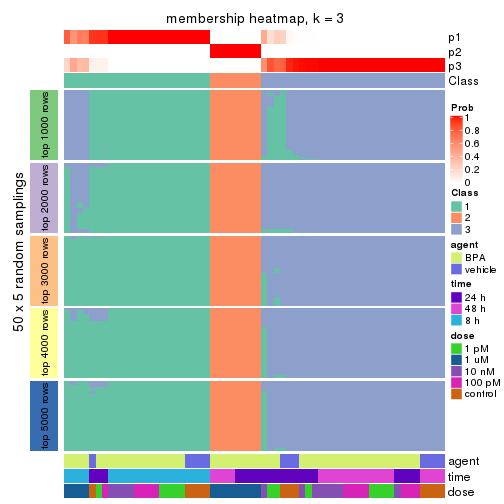 membership heatmap, k = 3
p1
p2
p3
Class
50 x 5 random samplings
top 1000 rows
top 2000 rows
top 3000 rows
top 4000 rows
top 5000 rows
agent
time
dose
Prob
1
0.8
0.6
0.4
0.2
0
Class
1
2
3
agent
BPA
vehicle
time
24 h
48 h
8 h
dose
1 pM
1 uM
10 nM
100 pM
control